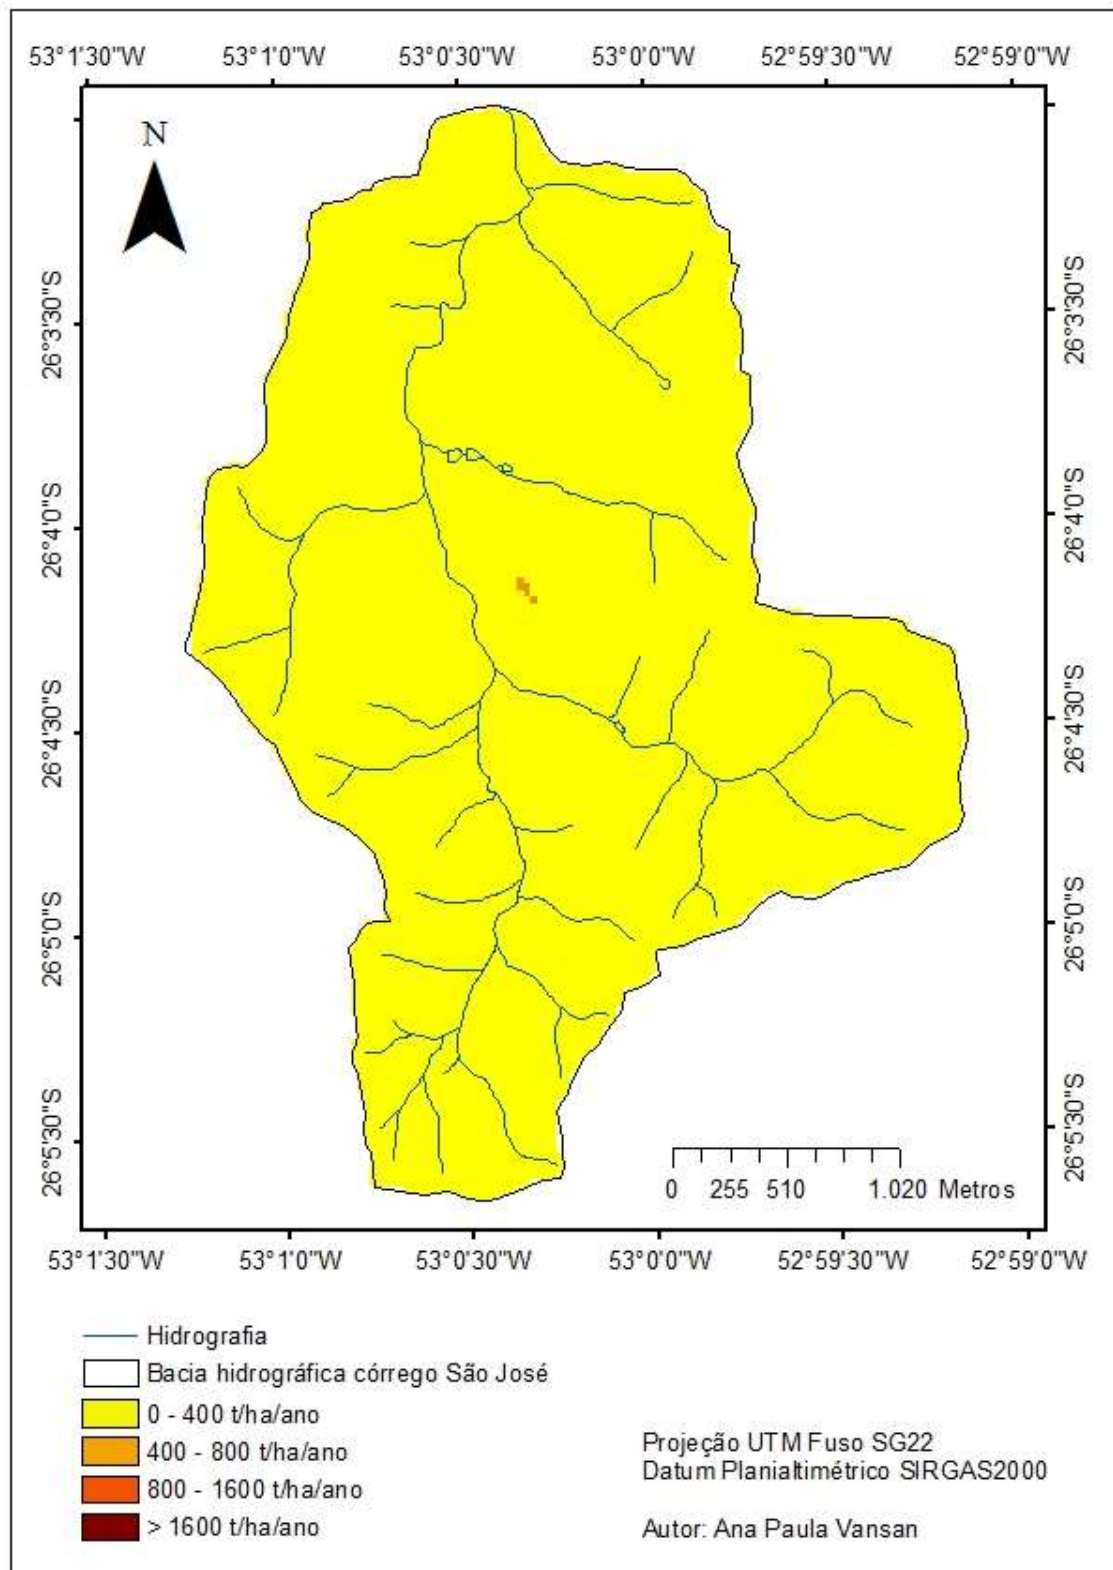 53°1'30"W 53°1'0"W 53°0'30"W 53°0'0"W 52°59'30"W 52°59'0"W
N
26°3'30"S 26°3'30"S
26°4'0"S 26°4'0"S
26°4'30"S 26°4'30"S
26°5'0"S 26°5'0"S
26°5'30"S 26°5'30"S
0 255 510 1.020 Metros
53°1'30"W 53°1'0"W 53°0'30"W 53°0'0"W 52°59'30"W 52°59'0"W
Hidrografia
Bacia hidrográfica córrego São José
0 - 400 t/ha/ano
400 - 800 t/ha/ano
800 - 1600 t/ha/ano
> 1600 t/ha/ano
Projeção UTM Fuso SG22
Datum Planialtimétrico SIRGAS2000
Autor: Ana Paula Vansan